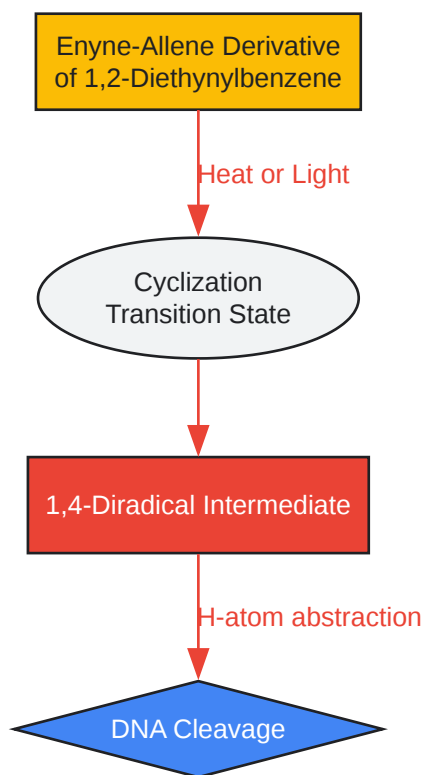 Enyne-Allene Derivative
of 1,2-Diethynylbenzene
Heat or Light
Cyclization
Transition State
1,4-Diradical Intermediate
H-atom abstraction
DNA Cleavage